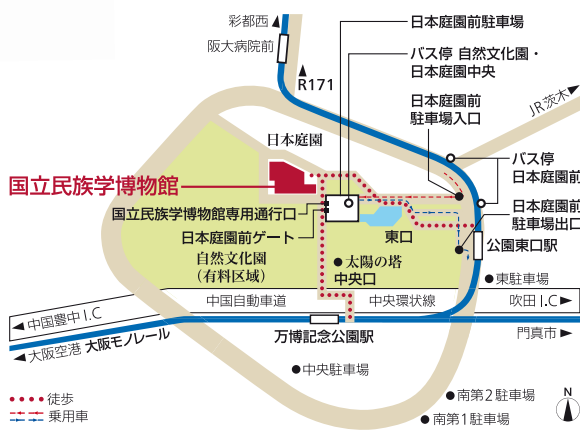 彩都西
阪大病院前
R171
日本庭園前駐車場
バス停 自然文化園・
日本庭園中央
日本庭園前
駐車場入口
JR茨木
バス停
日本庭園前
日本庭園
国立民族学博物館
国立民族学博物館専用通行口
日本庭園前ゲート
自然文化園
(有料区域)
東口
太陽の塔
中央口
日本庭園前
駐車場出口
公園東口駅
東駐車場
中国自動車道
中央環状線
吹田 I.C
中国豊中 I.C
大阪空港 大阪モノレール
万博記念公園駅
門真市
中央駐車場
南第2駐車場
南第1駐車場
徒歩
乗用車
N